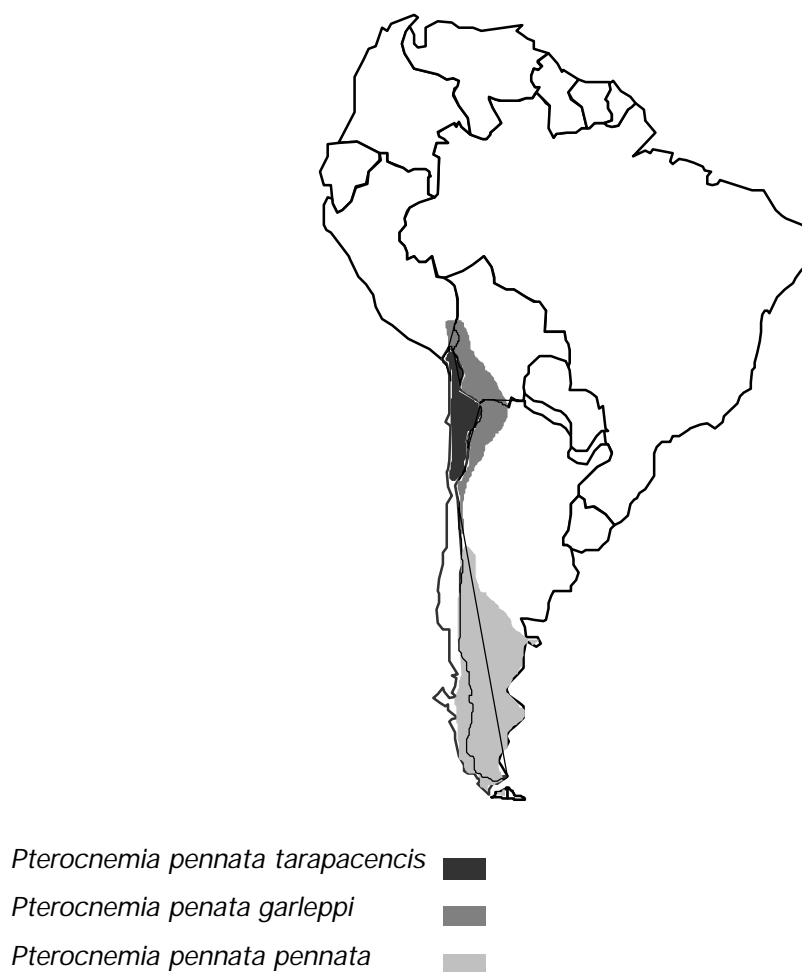 Pterocnemia pennata tarapacencis
Pterocnemia penata garleppi
Pterocnemia pennata pennata